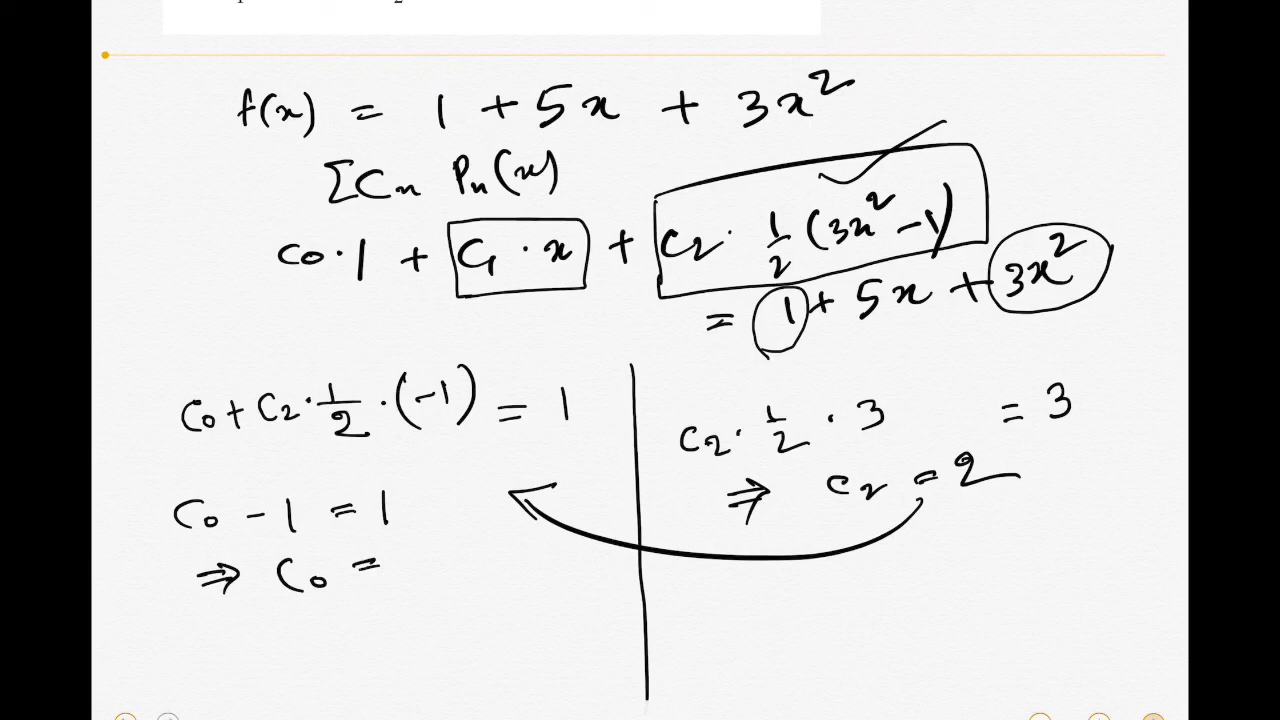 f(x) = 1 + 5x + 3x²
Σ Cₙ Pₙ(x)
C₀ · 1 + C₁ · x + C₂ · 1/2 (3x² - 1)
= 1 + 5x + 3x²
C₀ + C₂ · 1/2 · (-1) = 1
C₀ - 1 = 1
⇒ C₀ =
C₂ · 1/2 · 3 = 3
⇒ C₂ = 2